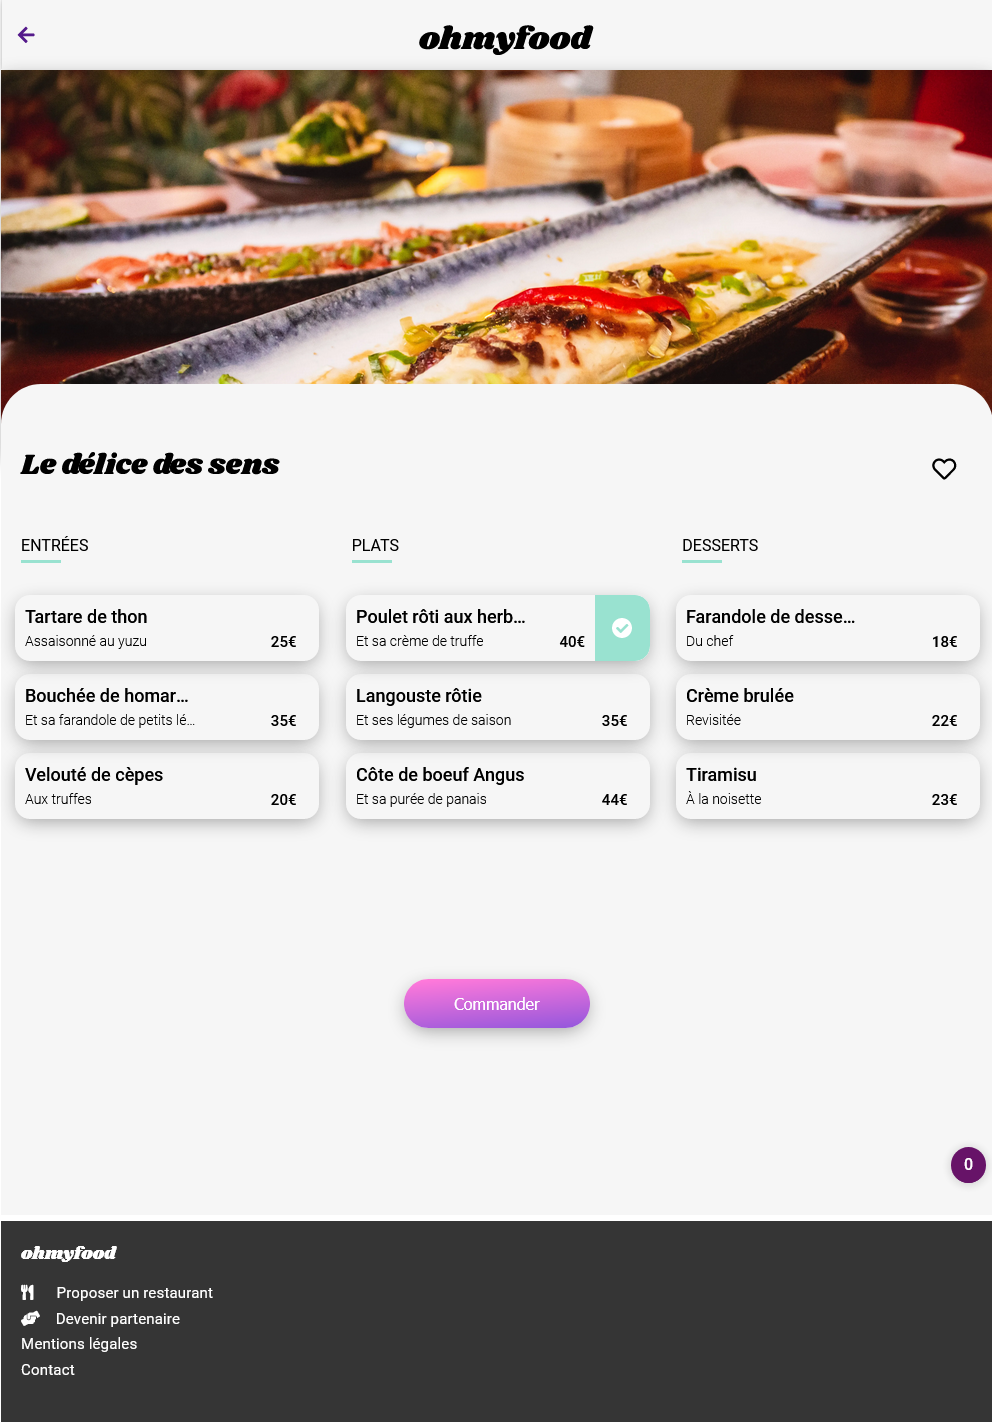 ohmyfood
Le délice des sens
ENTRÉES
Tartare de thon
Assaisonné au yuzu 25€
Bouchée de homar...
Et sa farandole de petits lé... 35€
Velouté de cèpes
Aux truffes 20€
PLATS
Poulet rôti aux herb...
Et sa crème de truffe 40€
Langouste rôtie
Et ses légumes de saison 35€
Côte de boeuf Angus
Et sa purée de panais 44€
DESSERTS
Farandole de desse...
Du chef 18€
Crème brulée
Revisitée 22€
Tiramisu
À la noisette 23€
Commander
0
ohmyfood
Proposer un restaurant
Devenir partenaire
Mentions légales
Contact